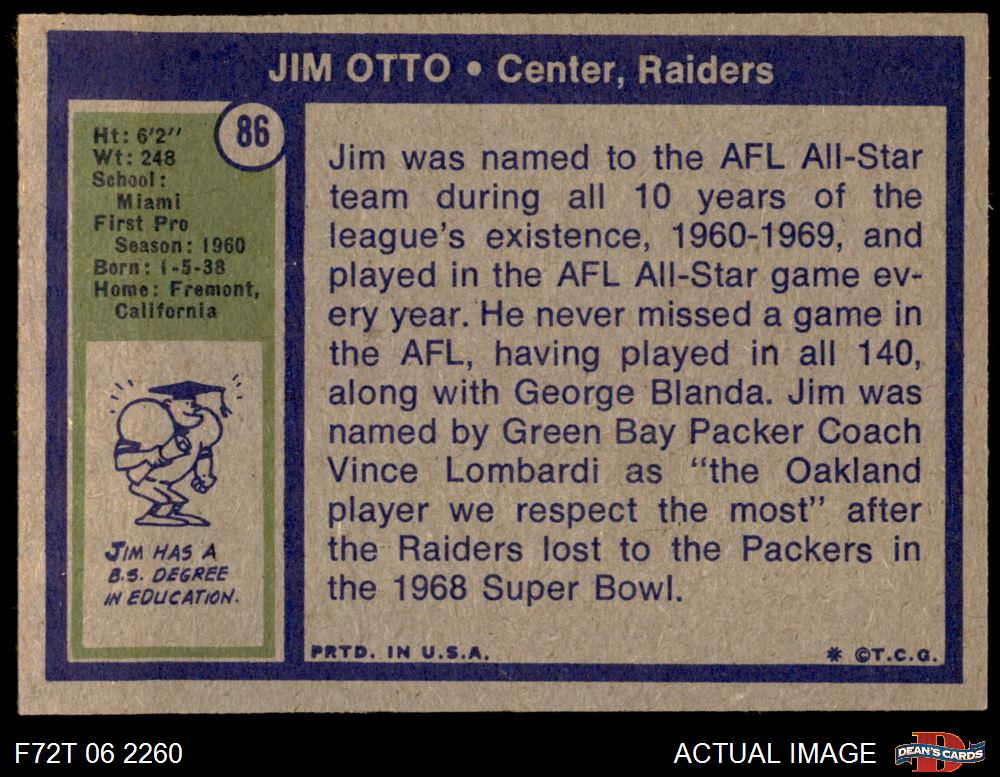 JIM OTTO • Center, Raiders
86
Ht: 6'2"
Wt: 248
School:
Miami
First Pro
Season: 1960
Born: 1-5-38
Home: Fremont,
California
JIM HAS A
B.S. DEGREE
IN EDUCATION.
Jim was named to the AFL All-Star
team during all 10 years of the
league's existence, 1960-1969, and
played in the AFL All-Star game ev-
ery year. He never missed a game in
the AFL, having played in all 140,
along with George Blanda. Jim was
named by Green Bay Packer Coach
Vince Lombardi as "the Oakland
player we respect the most" after
the Raiders lost to the Packers in
the 1968 Super Bowl.
PRTD. IN U.S.A.
* ©T.C.G.
F72T 06 2260
ACTUAL IMAGE
D
DEAN'S CARDS